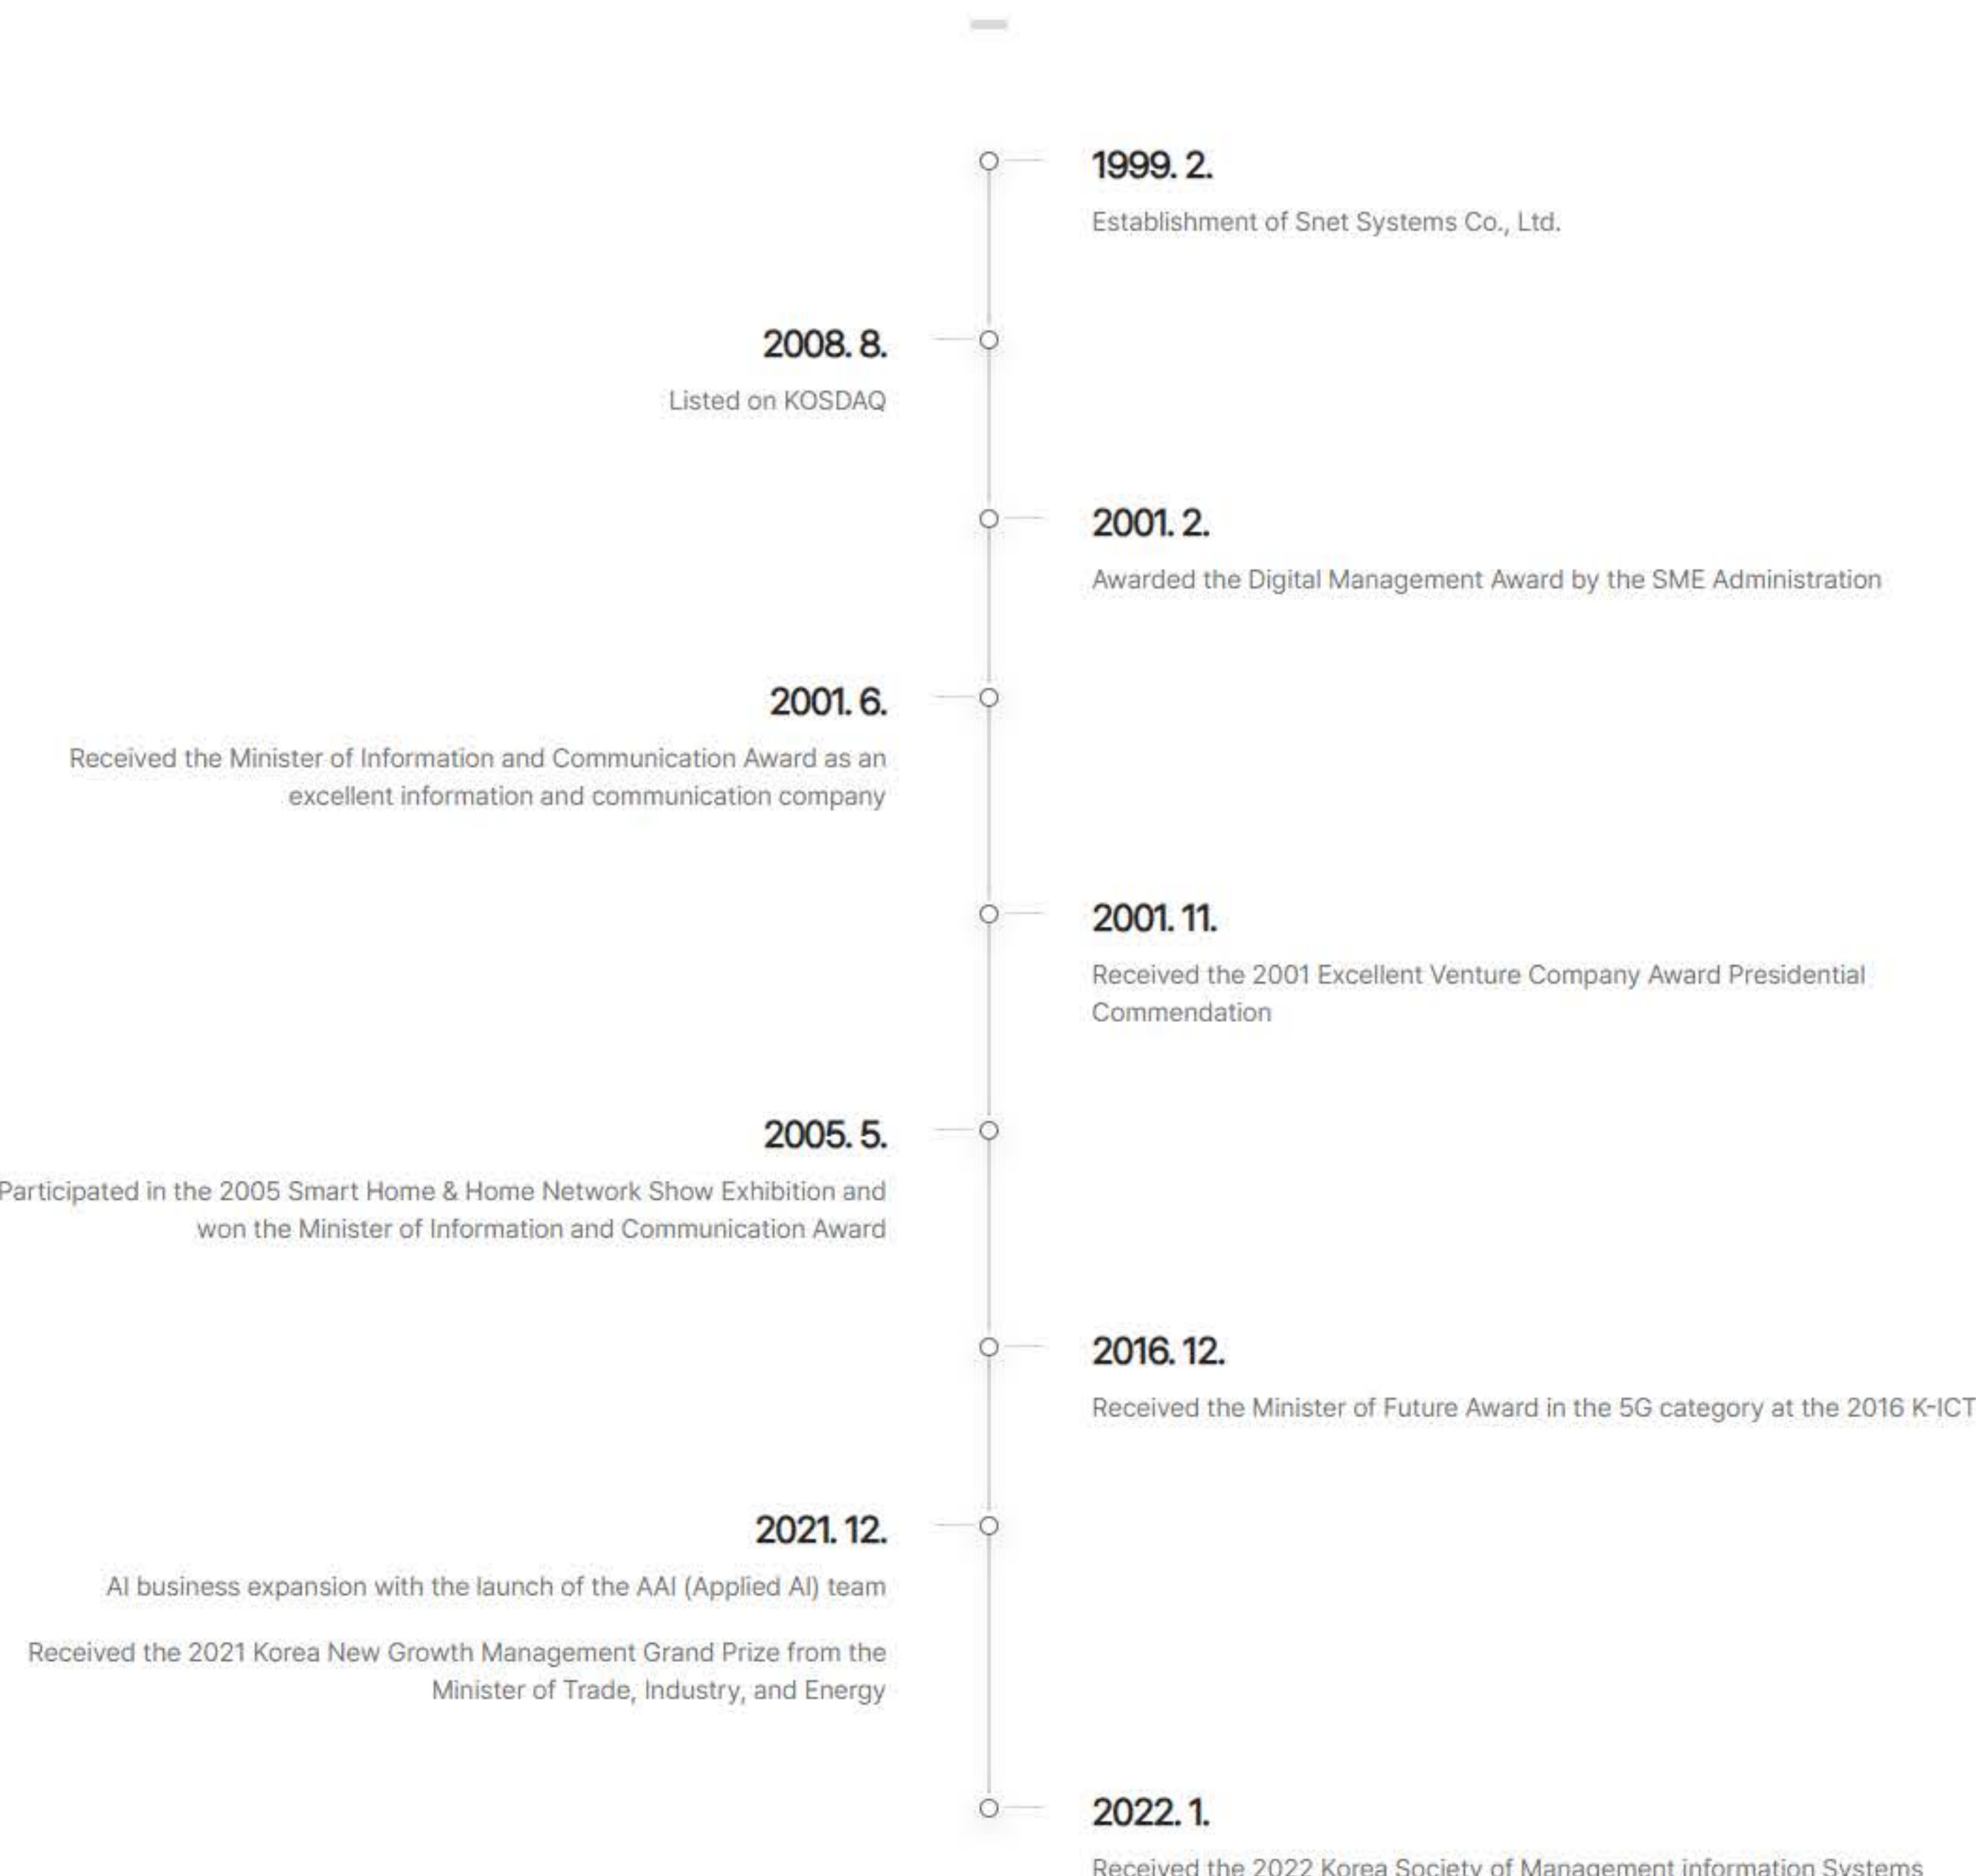 1999. 2.
Establishment of Snet Systems Co., Ltd.
2008. 8.
Listed on KOSDAQ
2001. 2.
Awarded the Digital Management Award by the SME Administration
2001. 6.
Received the Minister of Information and Communication Award as an
excellent information and communication company
2001. 11.
Received the 2001 Excellent Venture Company Award Presidential
Commendation
2005. 5.
Participated in the 2005 Smart Home & Home Network Show Exhibition and
won the Minister of Information and Communication Award
2016. 12.
Received the Minister of Future Award in the 5G category at the 2016 K-ICT
2021. 12.
AI business expansion with the launch of the AAI (Applied AI) team
Received the 2021 Korea New Growth Management Grand Prize from the
Minister of Trade, Industry, and Energy
2022. 1.
Received the 2022 Korea Society of Management information Systems